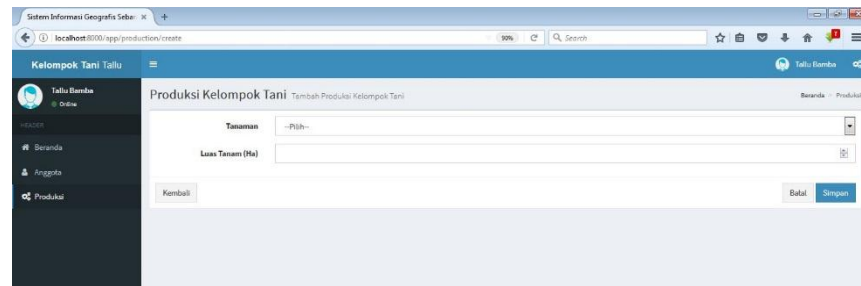 Sistem Informasi Geografis Sebar
localhost:8000/app/production/create
90%
Search
Kelompok Tani Tallu
Tallu Bamba
Tallu Bamba
Online
Produksi Kelompok Tani Tambah Produksi Kelompok Tani
Beranda > Produksi
HEADER
Beranda
Anggota
Produksi
Tanaman
--Pilih--
Luas Tanam (Ha)
Kembali
Batal
Simpan